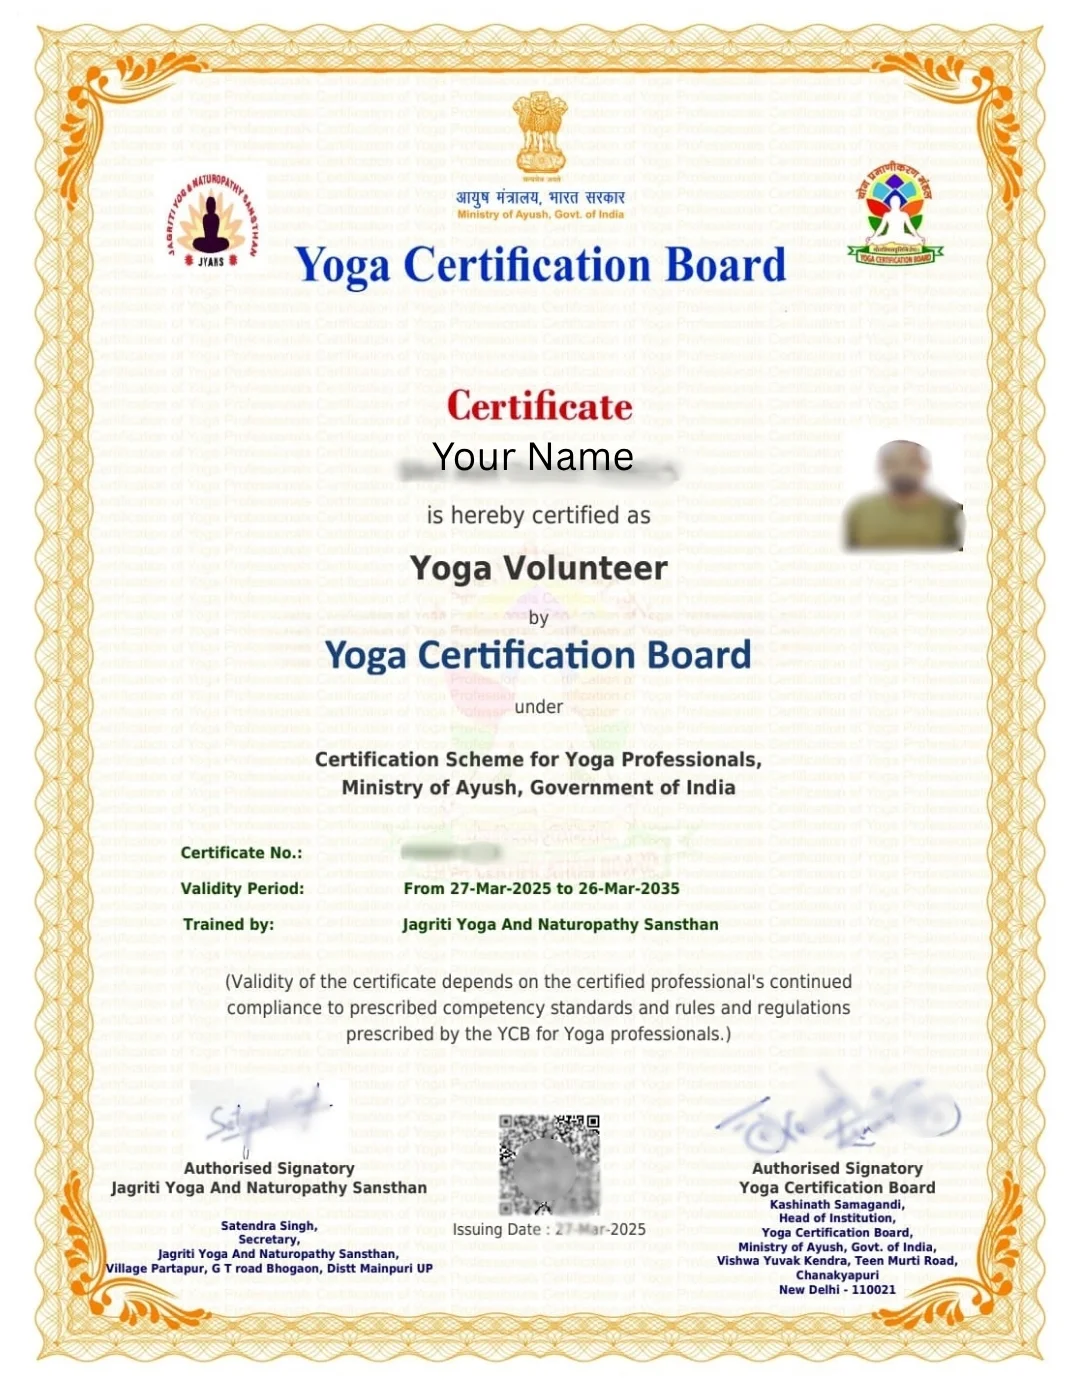 आयुष मंत्रालय, भारत सरकार
Ministry of Ayush, Govt. of India
JAGRITI YOG & NATUROPATHY SANSTHAN
JYANS
योग प्रमाणीकरण मंडल
YOGA CERTIFICATION BOARD
Yoga Certification Board
Certificate
Your Name
is hereby certified as
Yoga Volunteer
by
Yoga Certification Board
under
Certification Scheme for Yoga Professionals,
Ministry of Ayush, Government of India
Certificate No.:
Validity Period: From 27-Mar-2025 to 26-Mar-2035
Trained by: Jagriti Yoga And Naturopathy Sansthan
(Validity of the certificate depends on the certified professional's continued
compliance to prescribed competency standards and rules and regulations
prescribed by the YCB for Yoga professionals.)
Authorised Signatory
Jagriti Yoga And Naturopathy Sansthan
Satendra Singh,
Secretary,
Jagriti Yoga And Naturopathy Sansthan,
Village Partapur, G T road Bhogaon, Distt Mainpuri UP
Issuing Date : 27-Mar-2025
Authorised Signatory
Yoga Certification Board
Kashinath Samagandi,
Head of Institution,
Yoga Certification Board,
Ministry of Ayush, Govt. of India,
Vishwa Yuvak Kendra, Teen Murti Road,
Chanakyapuri
New Delhi - 110021